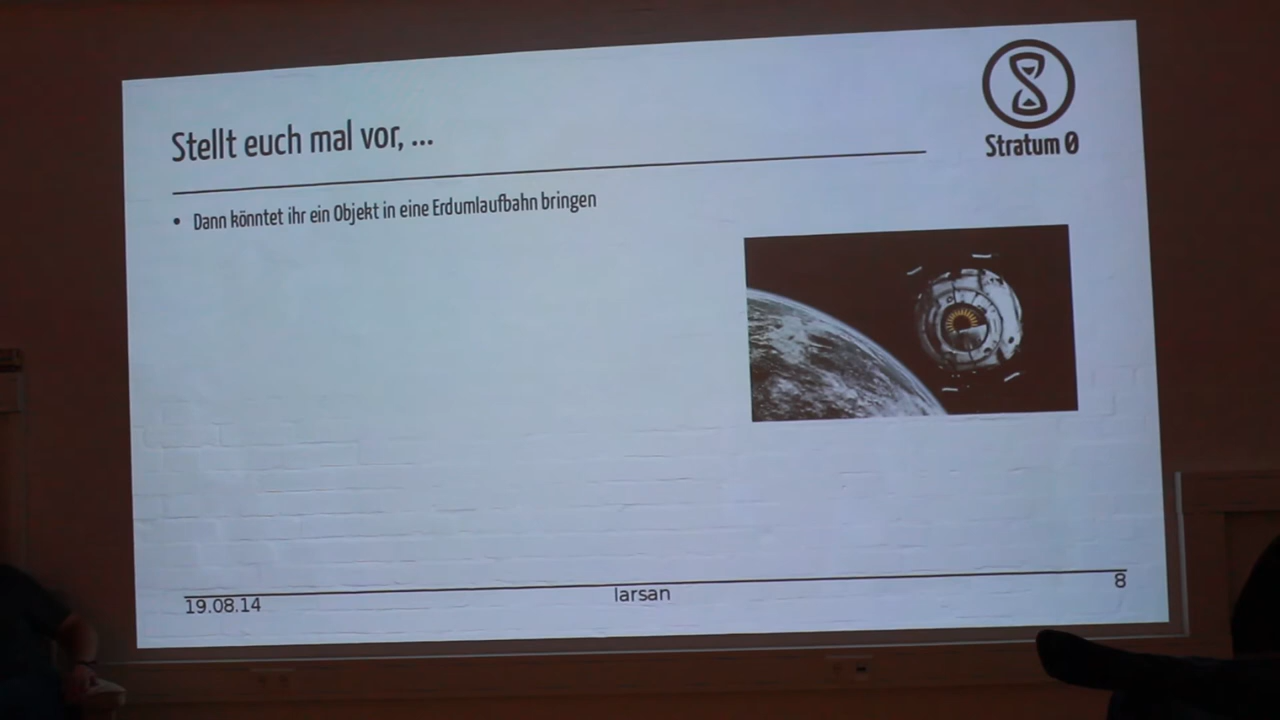 Stratum 0
Stellt euch mal vor, ...
• Dann könntet ihr ein Objekt in eine Erdumlaufbahn bringen
19.08.14
larsan
8